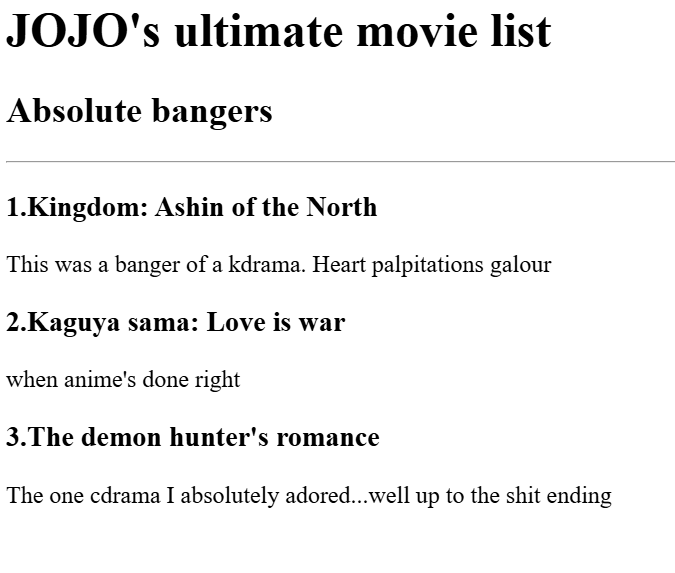 JOJO's ultimate movie list
Absolute bangers
1.Kingdom: Ashin of the North
This was a banger of a kdrama. Heart palpitations galour
2.Kaguya sama: Love is war
when anime's done right
3.The demon hunter's romance
The one cdrama I absolutely adored...well up to the shit ending